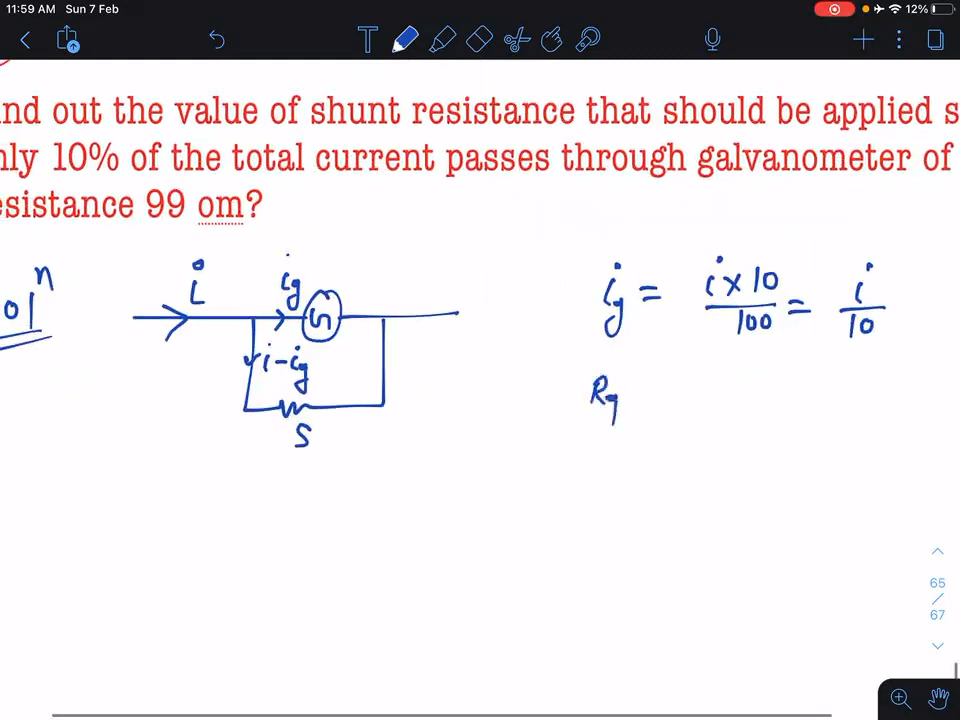 11:59 AM Sun 7 Feb 12%
nd out the value of shunt resistance that should be applied s
nly 10% of the total current passes through galvanometer of
esistance 99 om?
ol^n
i
ig
G
i-ig
S
ig = i×10/100 = i/10
Rg
65
/
67